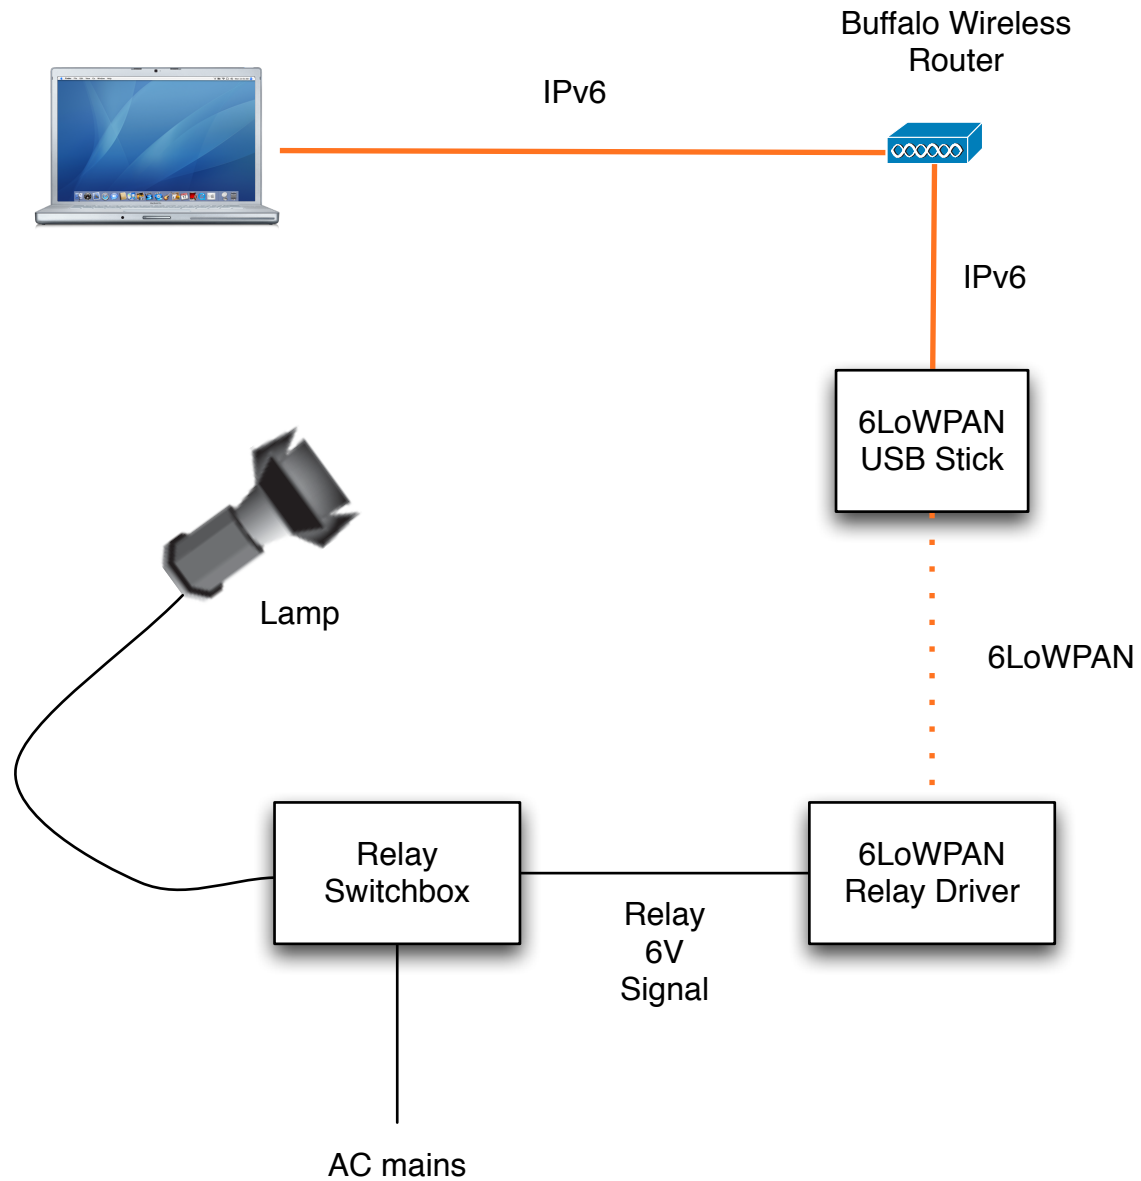 Buffalo Wireless
Router
IPv6
IPv6
6LoWPAN
USB Stick
Lamp
6LoWPAN
Relay
Switchbox
6LoWPAN
Relay Driver
Relay
6V
Signal
AC mains